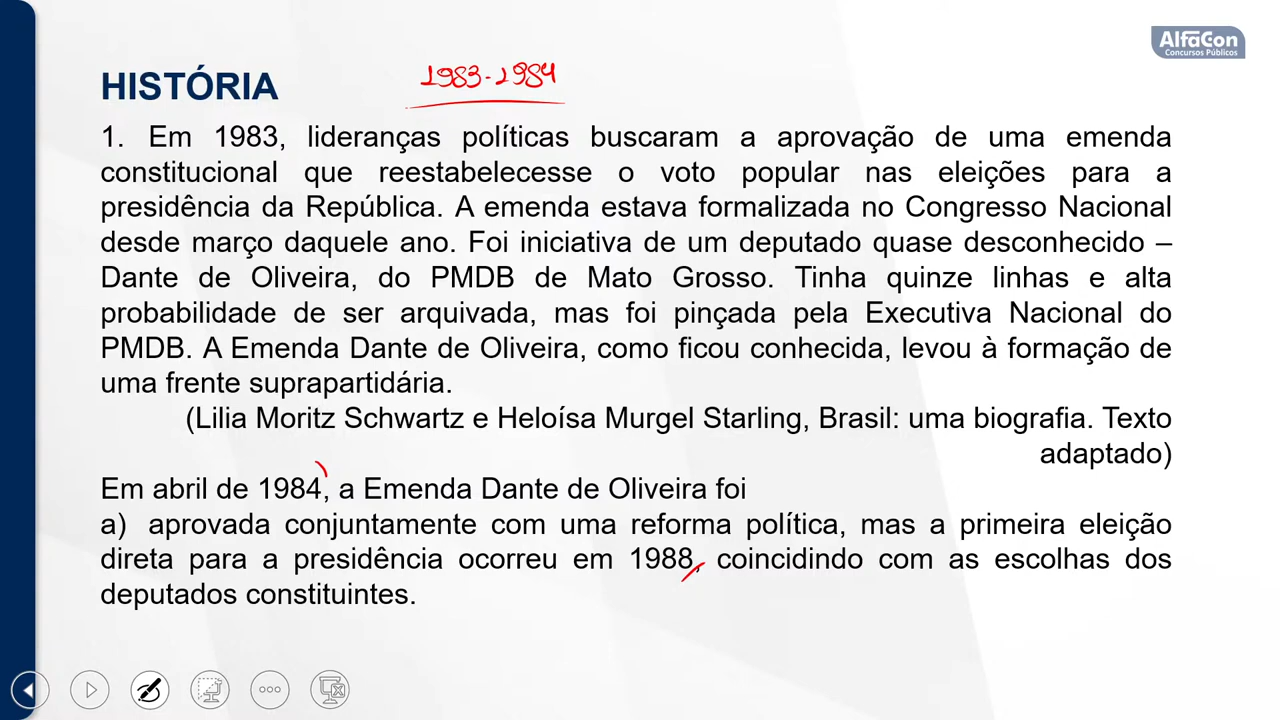 AlfaCon
Concursos Públicos
HISTÓRIA
1983-1984
1. Em 1983, lideranças políticas buscaram a aprovação de uma emenda
constitucional que reestabelecesse o voto popular nas eleições para a
presidência da República. A emenda estava formalizada no Congresso Nacional
desde março daquele ano. Foi iniciativa de um deputado quase desconhecido –
Dante de Oliveira, do PMDB de Mato Grosso. Tinha quinze linhas e alta
probabilidade de ser arquivada, mas foi pinçada pela Executiva Nacional do
PMDB. A Emenda Dante de Oliveira, como ficou conhecida, levou à formação de
uma frente suprapartidária.
(Lilia Moritz Schwartz e Heloísa Murgel Starling, Brasil: uma biografia. Texto
adaptado)
Em abril de 1984, a Emenda Dante de Oliveira foi
a) aprovada conjuntamente com uma reforma política, mas a primeira eleição
direta para a presidência ocorreu em 1988, coincidindo com as escolhas dos
deputados constituintes.